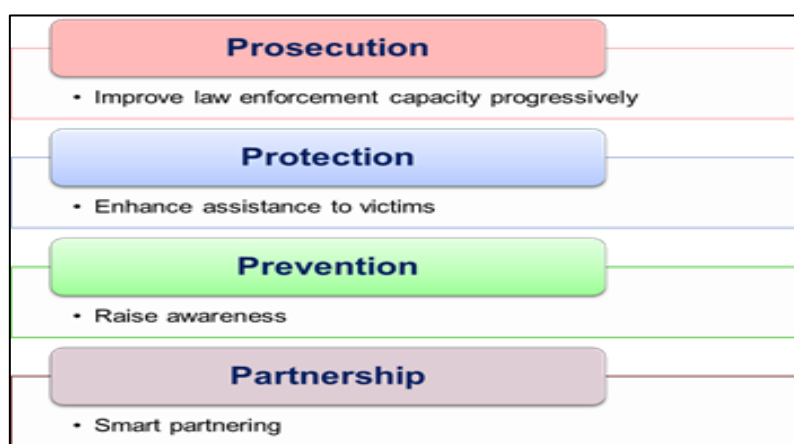 Prosecution
• Improve law enforcement capacity progressively
Protection
• Enhance assistance to victims
Prevention
• Raise awareness
Partnership
• Smart partnering